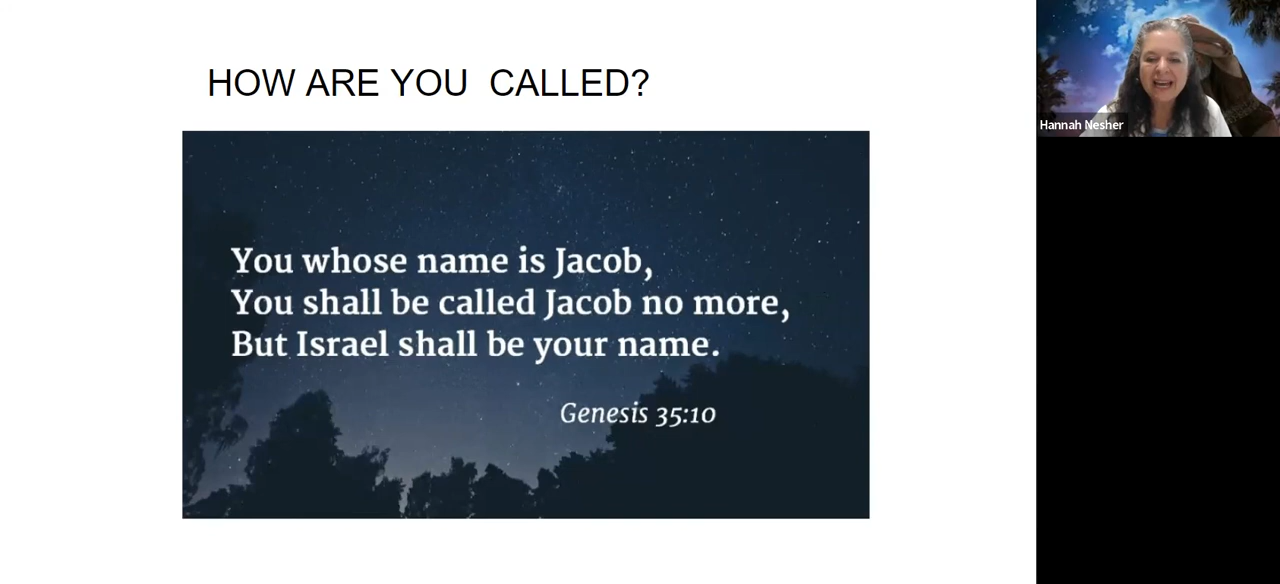 HOW ARE YOU  CALLED?
You whose name is Jacob,
You shall be called Jacob no more,
But Israel shall be your name.
Genesis 35:10
Hannah Nesher